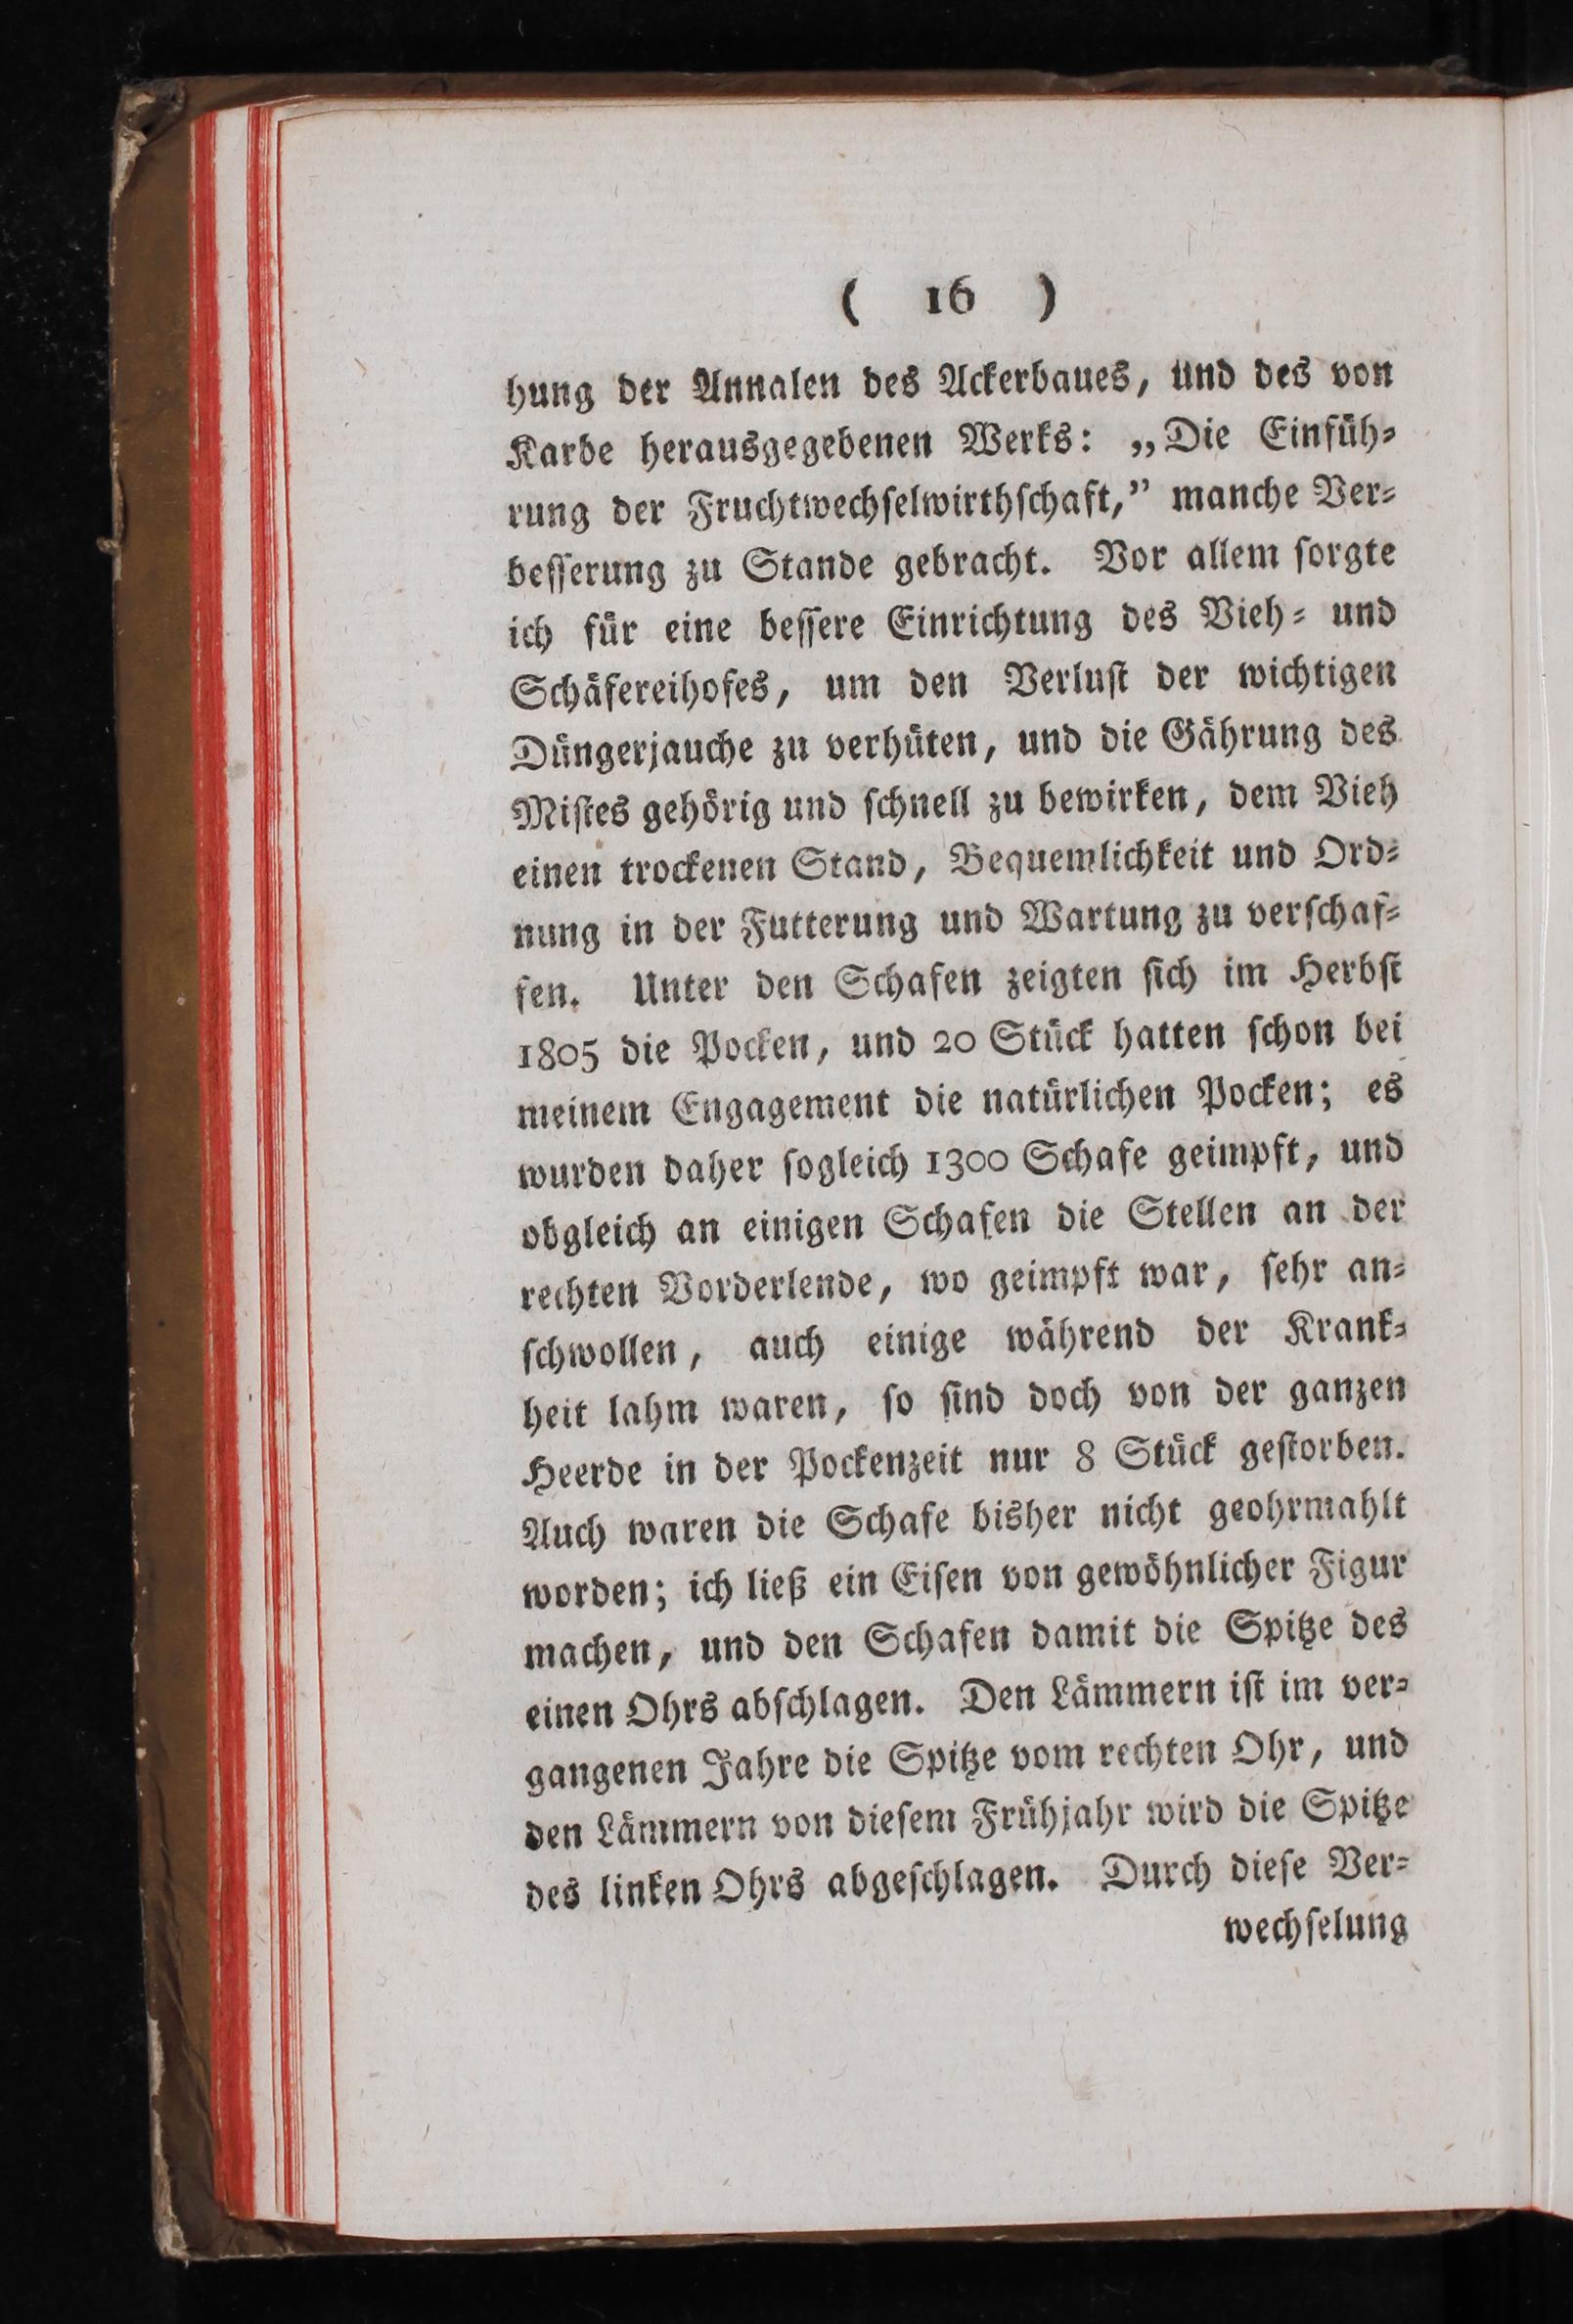 ( 16 )
hung der Annalen des Ackerbaues, und des von
Karbe herausgegebenen Werks: „Die Einfüh-
rung der Fruchtwechselwirthschaft,” manche Ver-
besserung zu Stande gebracht. Vor allem sorgte
ich für eine bessere Einrichtung des Vieh- und
Schäfereihofes, um den Verlust der wichtigen
Düngerjauche zu verhüten, und die Gährung des
Mistes gehörig und schnell zu bewirken, dem Vieh
einen trockenen Stand, Bequemlichkeit und Ord-
nung in der Futterung und Wartung zu verschaf-
fen. Unter den Schafen zeigten sich im Herbst
1805 die Pocken, und 20 Stück hatten schon bei
meinem Engagement die natürlichen Pocken; es
wurden daher sogleich 1300 Schafe geimpft, und
obgleich an einigen Schafen die Stellen an der
rechten Vorderlende, wo geimpft war, sehr an-
schwollen, auch einige während der Krank-
heit lahm waren, so sind doch von der ganzen
Heerde in der Pockenzeit nur 8 Stück gestorben.
Auch waren die Schafe bisher nicht geohrmahlt
worden; ich ließ ein Eisen von gewöhnlicher Figur
machen, und den Schafen damit die Spitze des
einen Ohrs abschlagen. Den Lämmern ist im ver-
gangenen Jahre die Spitze vom rechten Ohr, und
den Lämmern von diesem Frühjahr wird die Spitze
des linken Ohrs abgeschlagen. Durch diese Ver-
wechselung